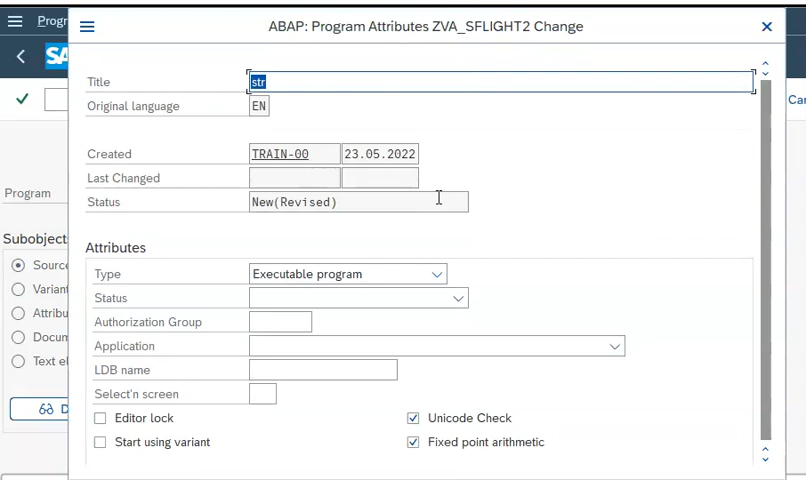 Progr
ABAP: Program Attributes ZVA_SFLIGHT2 Change
SA
Title str
Original language EN
Can
Created TRAIN-00 23.05.2022
Last Changed
Program
Status New(Revised)
Subobject
Attributes
Source
Type Executable program
Variant
Status
Attribu
Authorization Group
Docum
Application
Text el
LDB name
Select'n screen
D
Editor lock Unicode Check
Start using variant Fixed point arithmetic